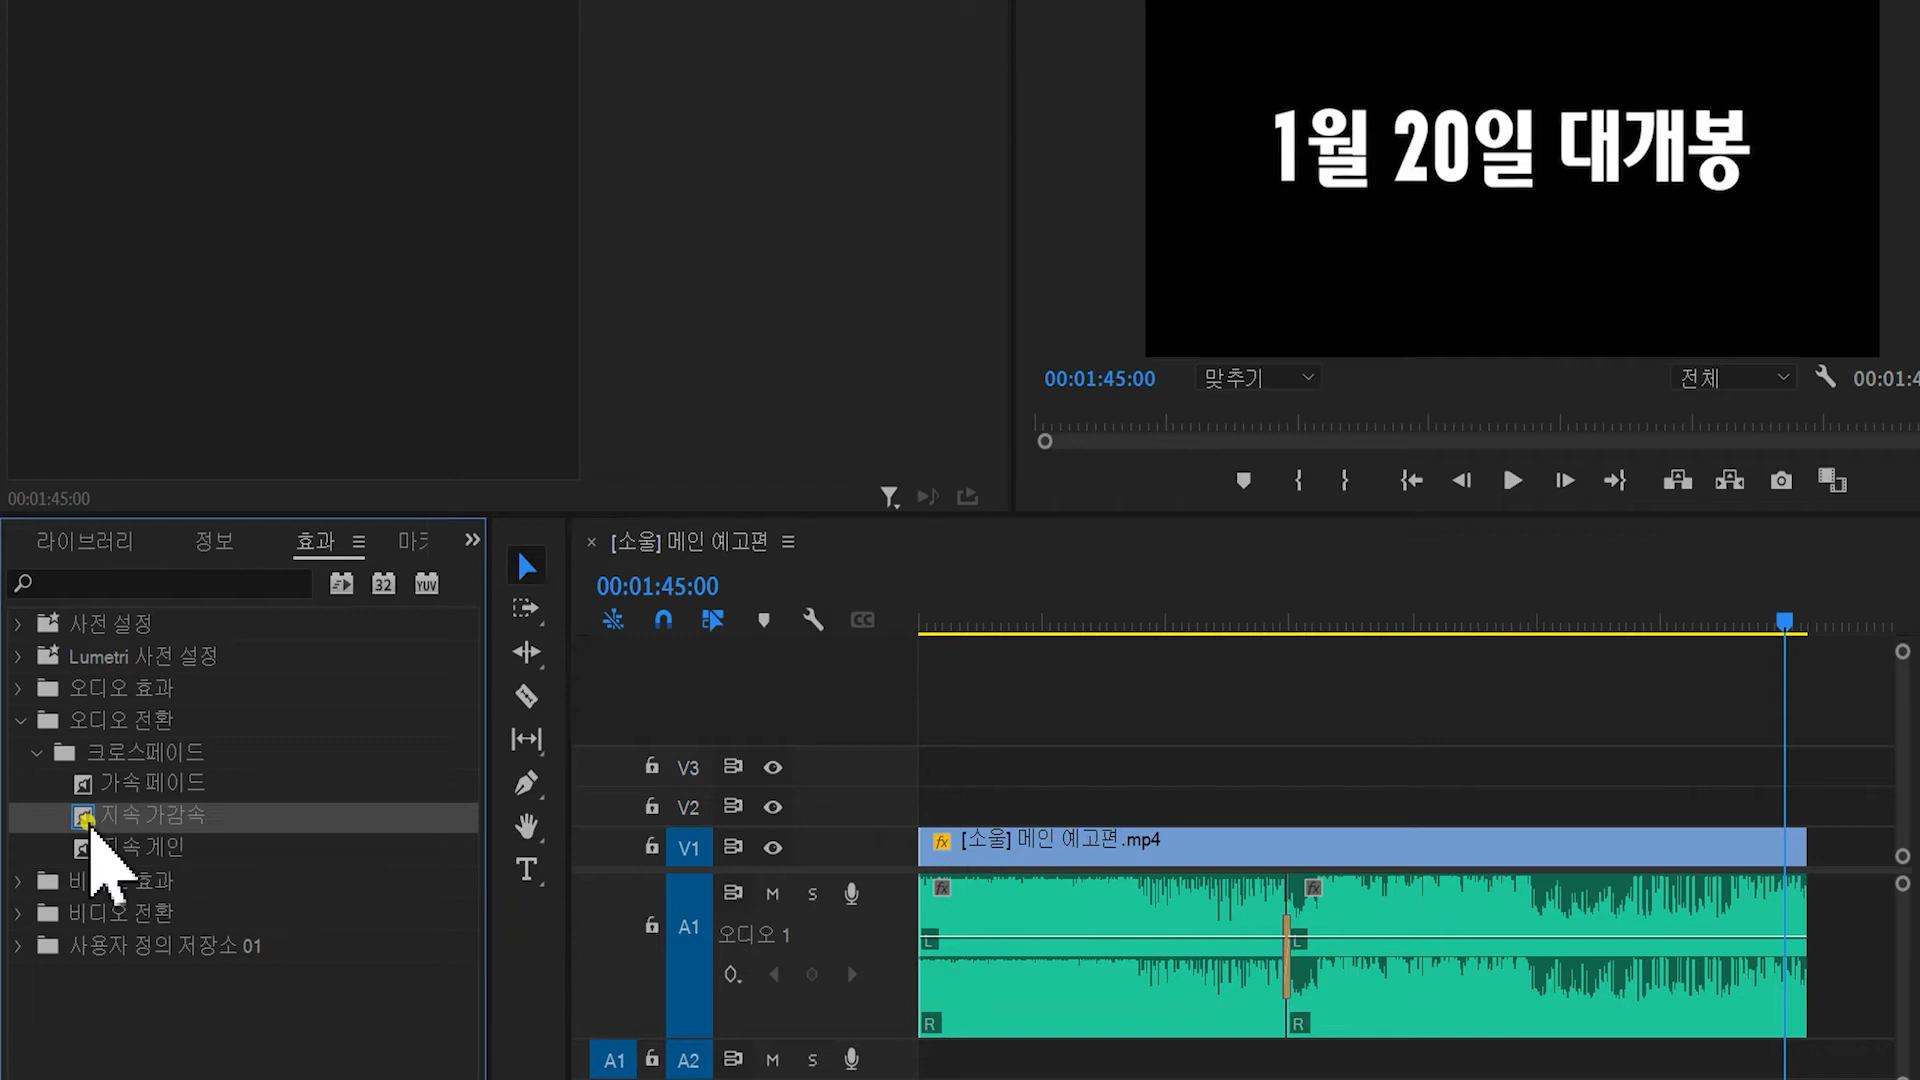 1월 20일 대개봉
00:01:45:00
맞추기
전체
00:01:4
00:01:45:00
라이브러리
정보
효과
32
YUV
사전 설정
Lumetri 사전 설정
오디오 효과
오디오 전환
크로스페이드
가속 페이드
지속 가감속
게인
효과
비디오 전환
사용자 정의 저장소 01
[소울] 메인 예고편
00:01:45:00
CC
V3
V2
V1
fx [소울] 메인 예고편.mp4
A1
M
S
오디오 1
fx
fx
L
L
R
R
A1
A2
M
S